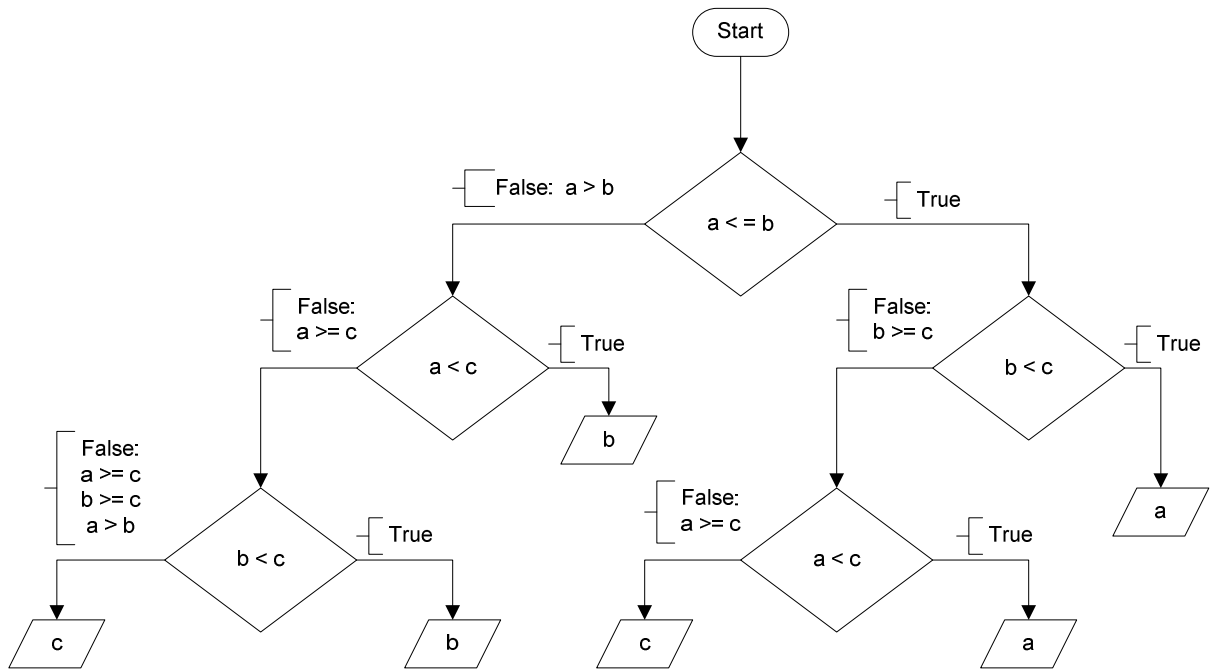 Start
False: a > b
True
a < = b
False:
a >= c
True
False:
b >= c
True
a < c
b < c
b
False:
a >= c
b >= c
a > b
False:
a >= c
a
True
True
b < c
a < c
c
b
c
a